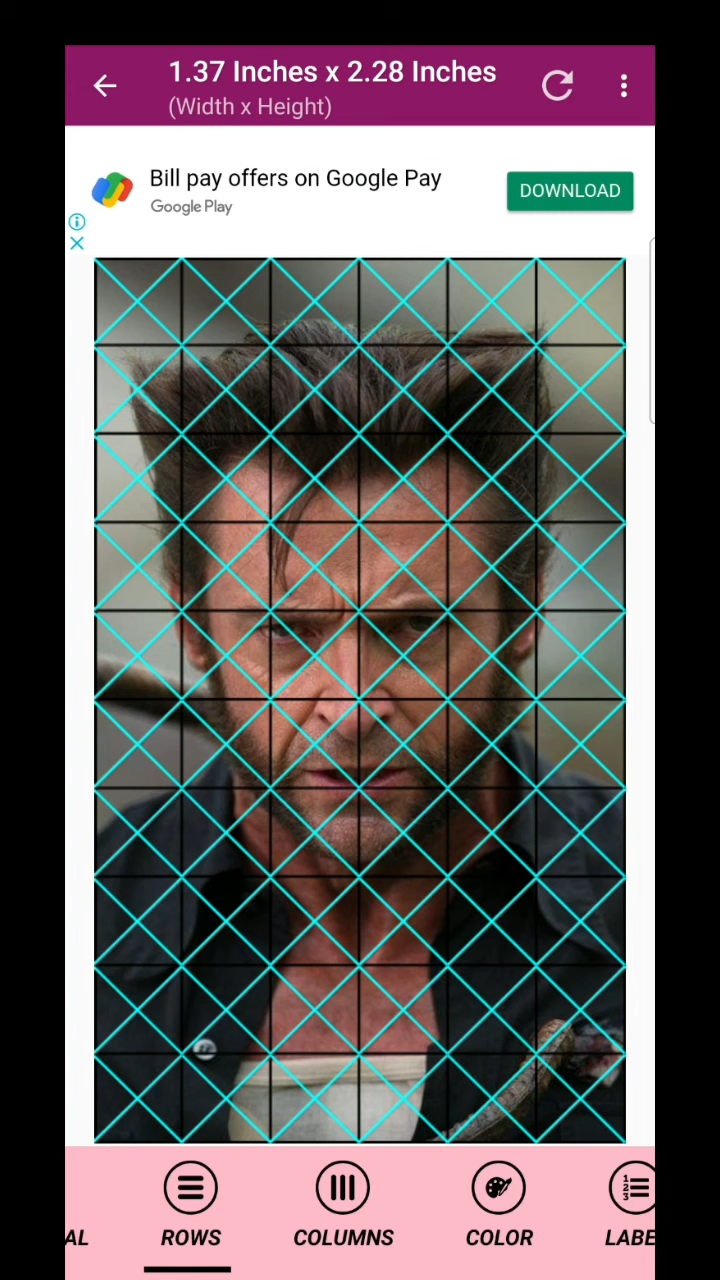 1.37 Inches x 2.28 Inches
(Width x Height)
Bill pay offers on Google Pay
Google Play
DOWNLOAD
AL
ROWS
COLUMNS
COLOR
LABE